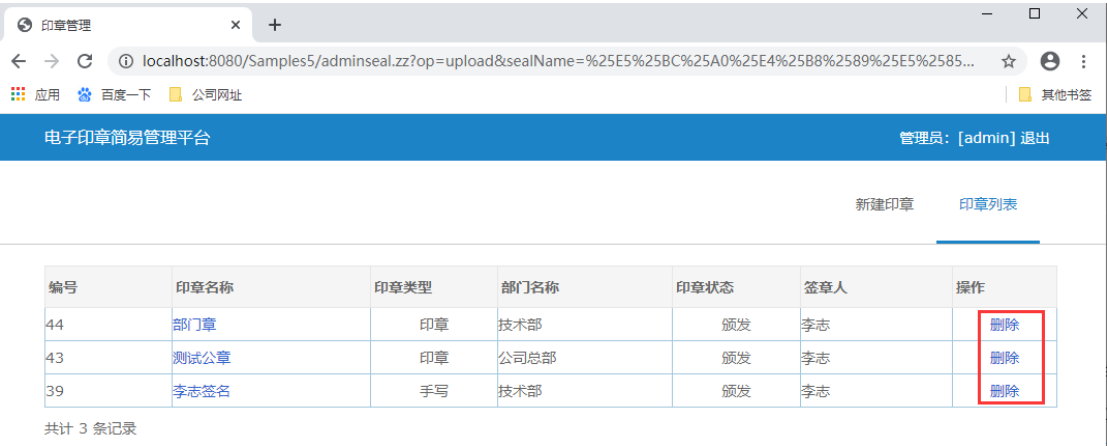 印章管理
localhost:8080/Samples5/adminseal.zz?op=upload&sealName=%25E5%25BC%25A0%25E4%25B8%2589%25E5%2585...
应用 百度一下 公司网址 其他书签
电子印章简易管理平台 管理员：[admin] 退出
新建印章 印章列表
编号 印章名称 印章类型 部门名称 印章状态 签章人 操作
44 部门章 印章 技术部 颁发 李志 删除
43 测试公章 印章 公司总部 颁发 李志 删除
39 李志签名 手写 技术部 颁发 李志 删除
共计 3 条记录